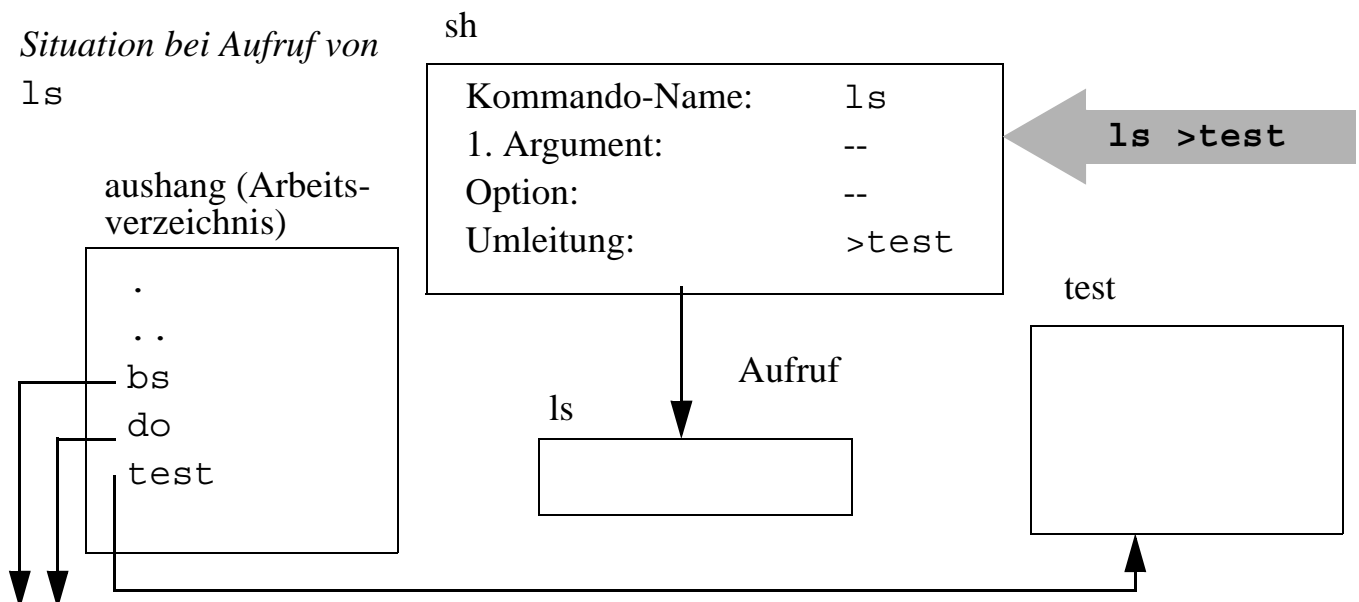 Situation bei Aufruf von
ls
sh
Kommando-Name: ls
1. Argument: --
Option: --
Umleitung: >test
ls >test
aushang (Arbeits-
verzeichnis)
.
..
bs
do
test
Aufruf
ls
test